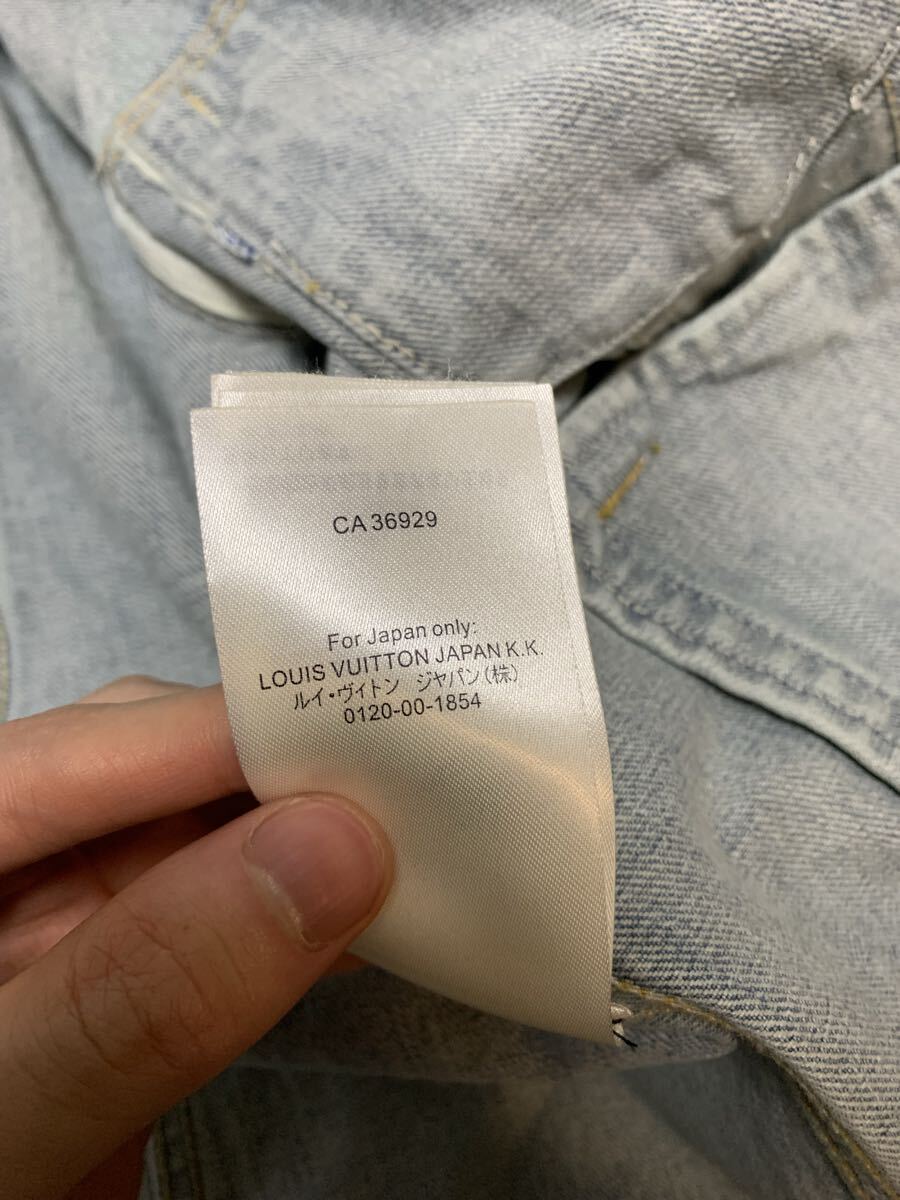 CA 36929
For Japan only:
LOUIS VUITTON JAPAN K.K.
ルイ・ヴィトン ジャパン(株)
0120-00-1854